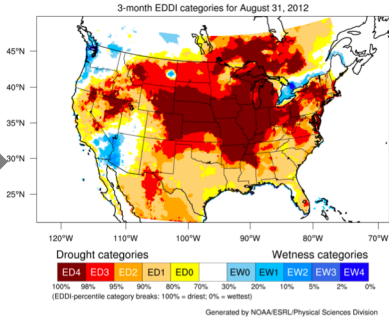 3-month EDDI categories for August 31, 2012
45°N
40°N
35°N
30°N
25°N
120°W 110°W 100°W 90°W 80°W 70°W
Drought categories Wetness categories
ED4 ED3 ED2 ED1 ED0 EW0 EW1 EW2 EW3 EW4
100% 98% 95% 90% 80% 70% 30% 20% 10% 5% 2% 0%
(EDDI-percentile category breaks: 100% = driest; 0% = wettest)
Generated by NOAA/ESRL/Physical Sciences Division